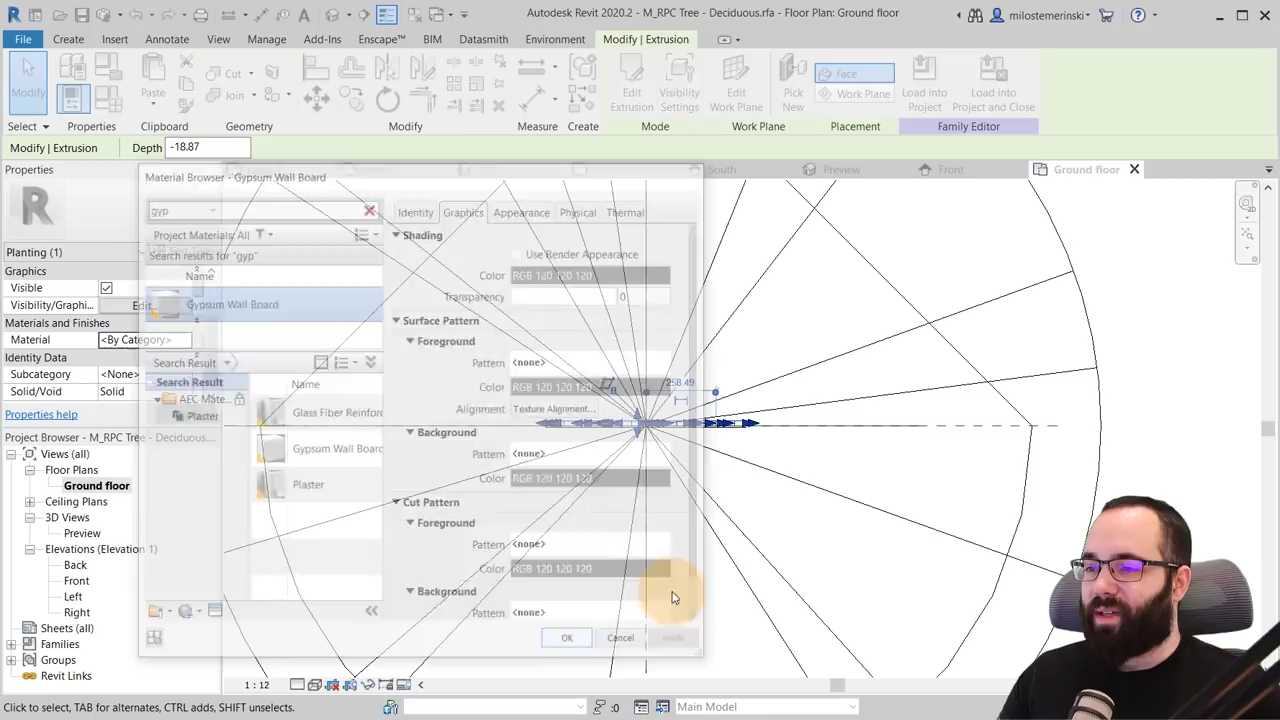 Autodesk Revit 2020.2 - M_RPC Tree - Deciduous.rfa - Floor Plan: Ground floor
milostemerinski
File Create Insert Annotate View Manage Add-Ins Enscape™ BIM Datasmith Environment Modify | Extrusion
Modify Paste Cut Join Edit Extrusion Visibility Settings Edit Work Plane Pick New Face Work Plane Load into Project Load into Project and Close
Select Properties Clipboard Geometry Modify Measure Create Mode Work Plane Placement Family Editor
Modify | Extrusion Depth -18.87
Properties
South Preview Front Ground floor
Planting (1)
Graphics
Visible
Visibility/Graphi... Edit...
Materials and Finishes
Material <By Category>
Identity Data
Subcategory <None>
Solid/Void Solid
Properties help
Project Browser - M_RPC Tree - Deciduous...
Views (all)
Floor Plans
Ground floor
Ceiling Plans
3D Views
Preview
Elevations (Elevation 1)
Back
Front
Left
Right
Sheets (all)
Families
Groups
Revit Links
Material Browser - Gypsum Wall Board
gyp
Project Materials: All
Search results for "gyp"
Name
Gypsum Wall Board
Search Result
Name
Search Result
AEC Mate...
Plaster
Glass Fiber Reinforc
Gypsum Wall Board
Plaster
Identity Graphics Appearance Physical Thermal
Shading
Use Render Appearance
Color RGB 120 120 120
Transparency 0
Surface Pattern
Foreground
Pattern <none>
Color RGB 120 120 120
Alignment Texture Alignment...
Background
Pattern <none>
Color RGB 120 120 120
Cut Pattern
Foreground
Pattern <none>
Color RGB 120 120 120
Background
Pattern <none>
OK Cancel
258.49
1 : 12
Click to select, TAB for alternates, CTRL adds, SHIFT unselects.
:0
Main Model